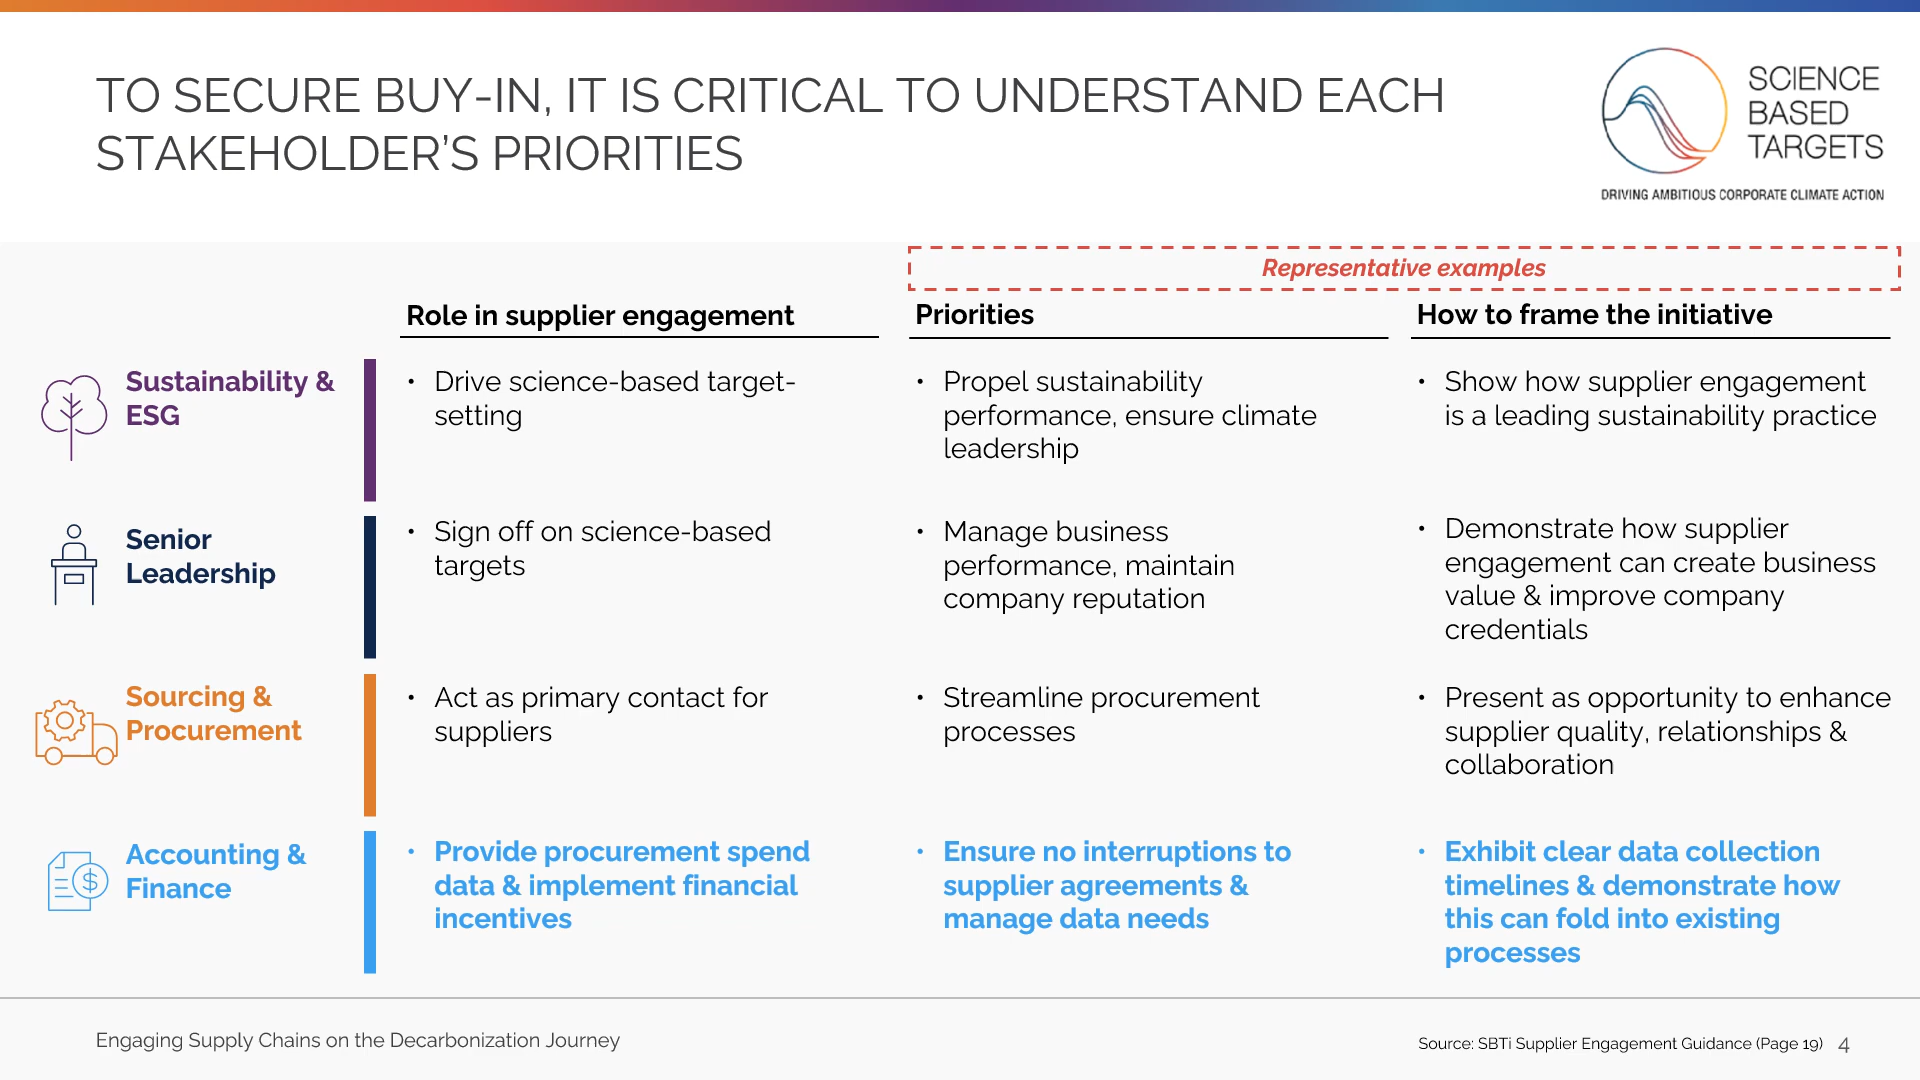 TO SECURE BUY-IN, IT IS CRITICAL TO UNDERSTAND EACH
STAKEHOLDER’S PRIORITIES
SCIENCE
BASED
TARGETS
DRIVING AMBITIOUS CORPORATE CLIMATE ACTION
Representative examples
Role in supplier engagement
Priorities
How to frame the initiative
Sustainability &
ESG
• Drive science-based target-
setting
• Propel sustainability
performance, ensure climate
leadership
• Show how supplier engagement
is a leading sustainability practice
Senior
Leadership
• Sign off on science-based
targets
• Manage business
performance, maintain
company reputation
• Demonstrate how supplier
engagement can create business
value & improve company
credentials
Sourcing &
Procurement
• Act as primary contact for
suppliers
• Streamline procurement
processes
• Present as opportunity to enhance
supplier quality, relationships &
collaboration
Accounting &
Finance
• Provide procurement spend
data & implement financial
incentives
• Ensure no interruptions to
supplier agreements &
manage data needs
• Exhibit clear data collection
timelines & demonstrate how
this can fold into existing
processes
Engaging Supply Chains on the Decarbonization Journey
Source: SBTi Supplier Engagement Guidance (Page 19) 4